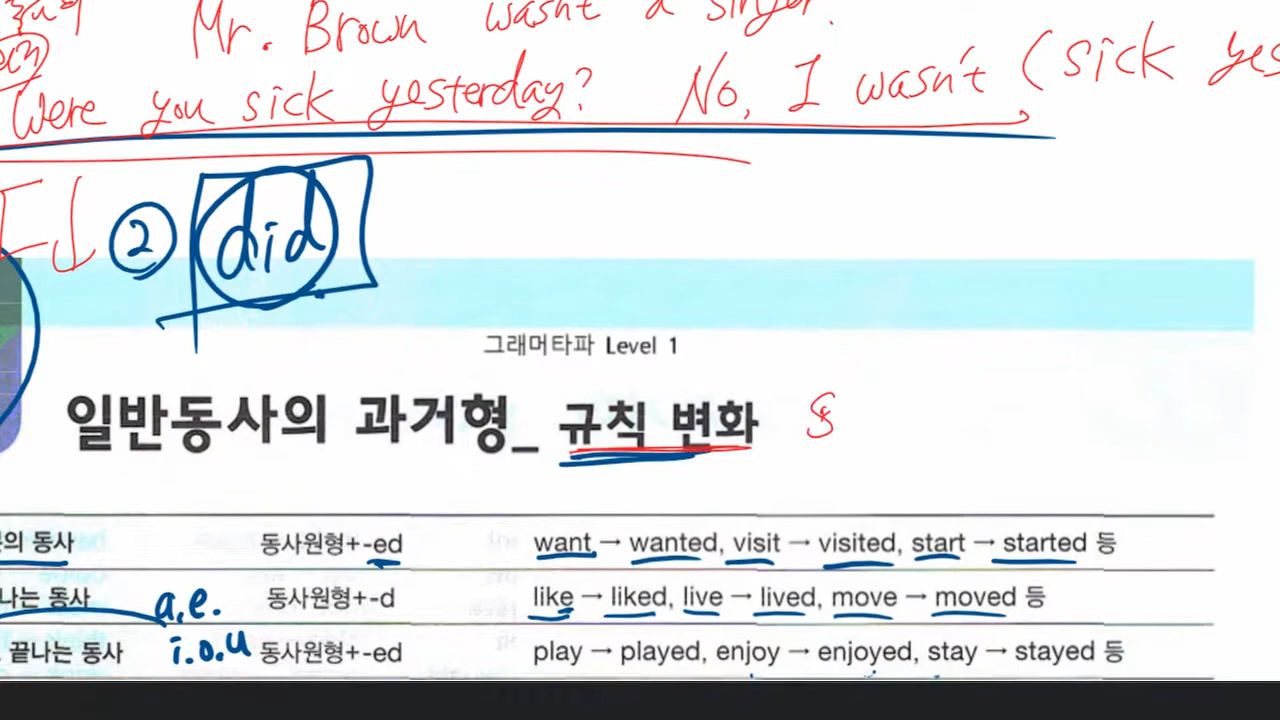 Mr. Brown wasn't a singer.
Were you sick yesterday? No, I wasn't (sick yes
② did
그래머타파 Level 1
일반동사의 과거형_ 규칙 변화
의 동사 동사원형+-ed want → wanted, visit → visited, start → started 등
나는 동사 a,e. 동사원형+-d like → liked, live → lived, move → moved 등
끝나는 동사 i.o.u 동사원형+-ed play → played, enjoy → enjoyed, stay → stayed 등